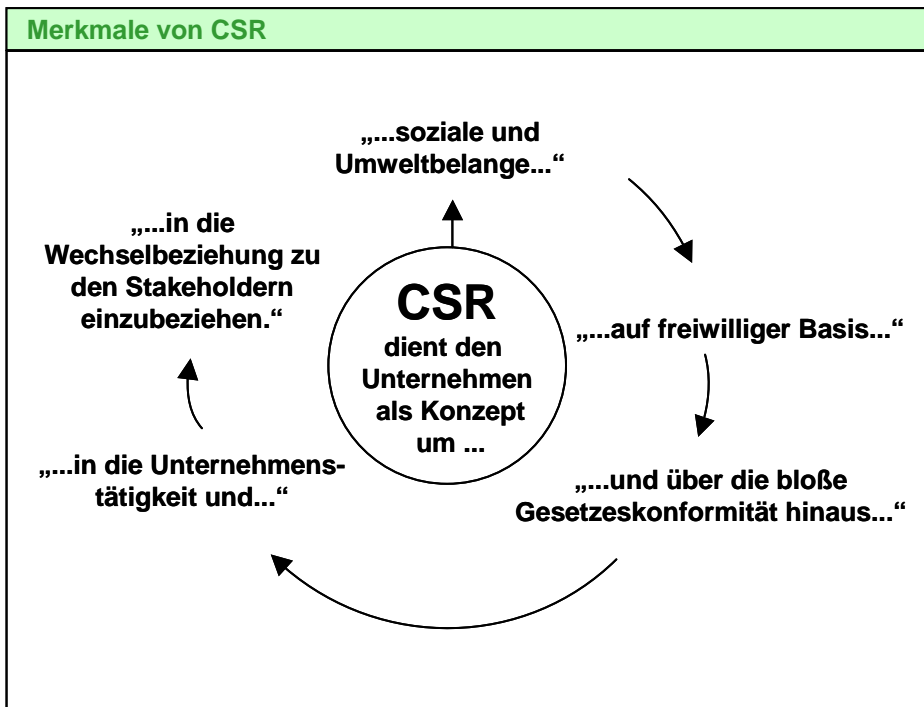 Merkmale von CSR
CSR
dient den
Unternehmen
als Konzept
um ...
„...soziale und
Umweltbelange...“
„...auf freiwilliger Basis...“
„...und über die bloße
Gesetzeskonformität hinaus...“
„...in die Unternehmens-
tätigkeit und...“
„...in die
Wechselbeziehung zu
den Stakeholdern
einzubeziehen.“